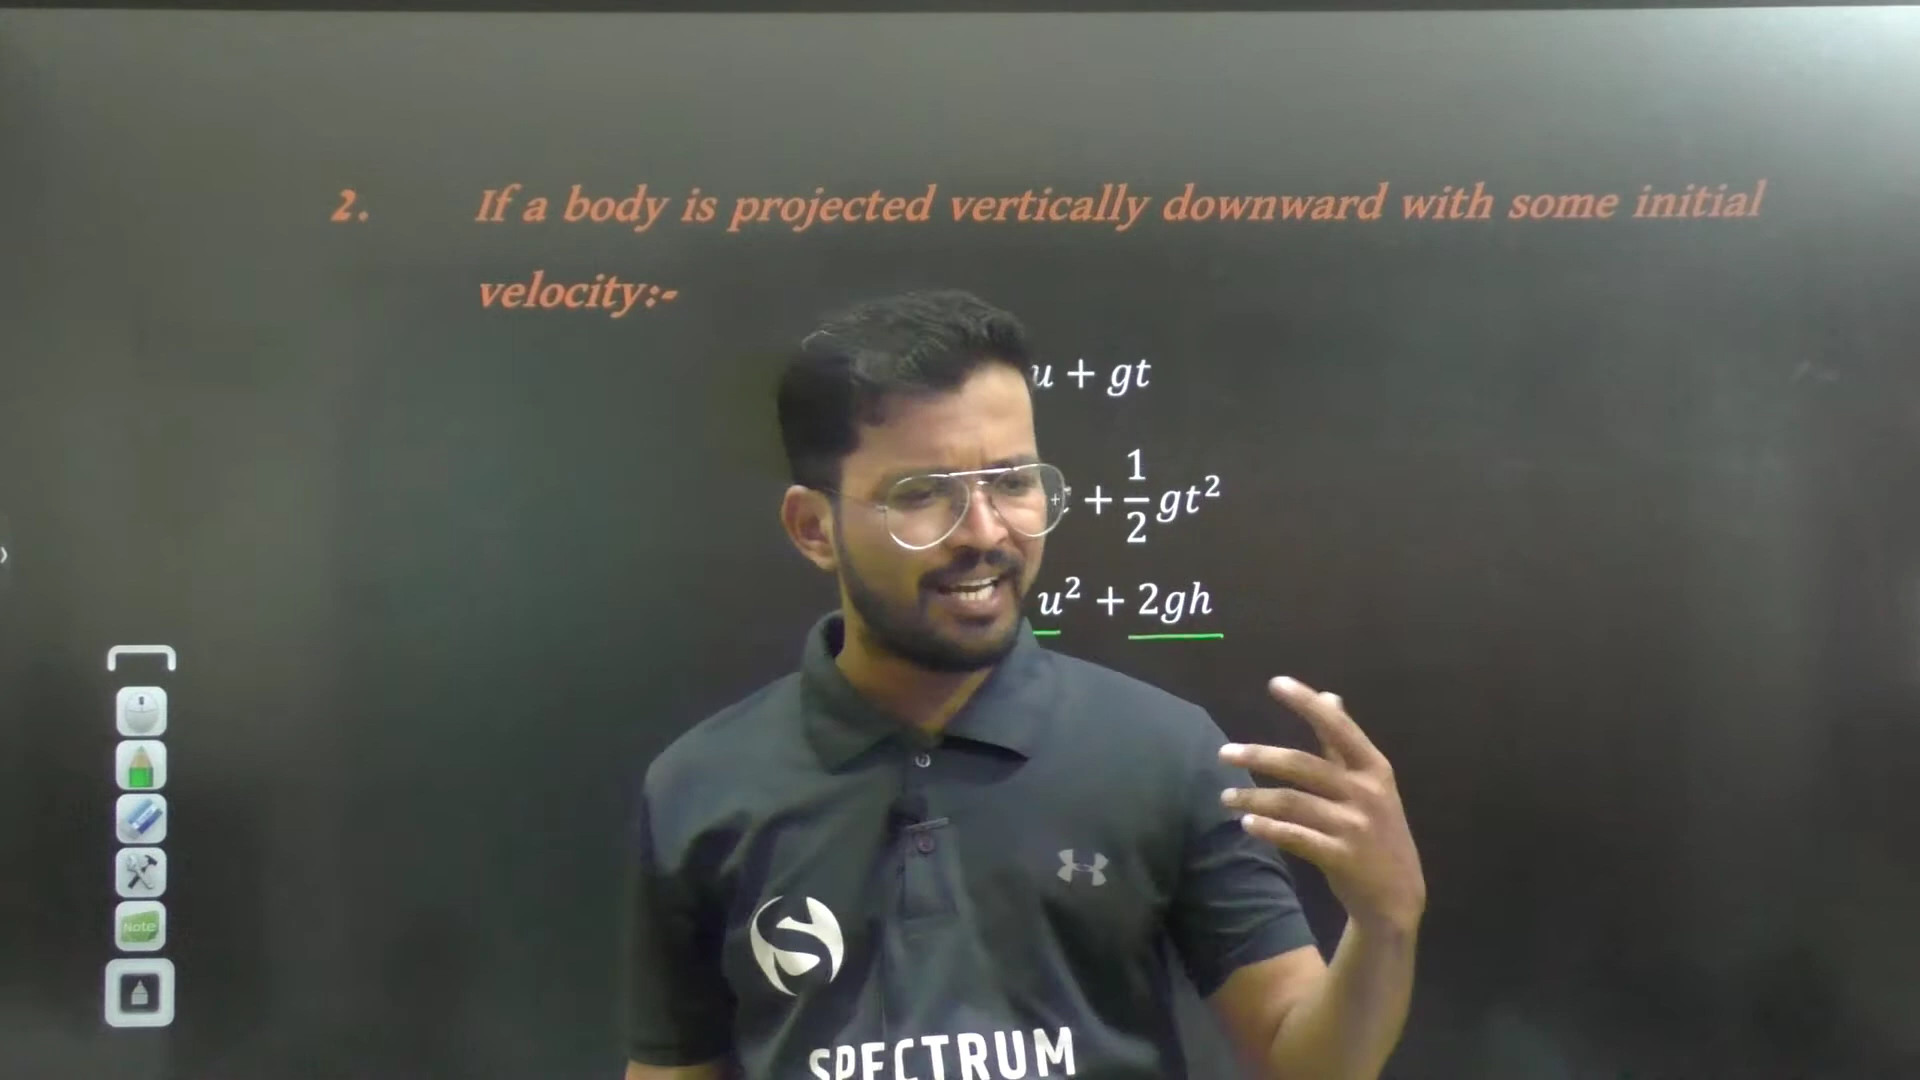 2. If a body is projected vertically downward with some initial
velocity:-
u + gt
+ \frac{1}{2} gt²
u² + 2gh
Note
S
SPECTRUM